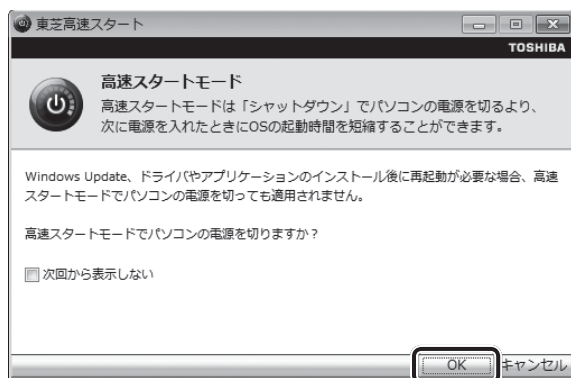 東芝高速スタート
TOSHIBA
高速スタートモード
高速スタートモードは「シャットダウン」でパソコンの電源を切るより、
次に電源を入れたときにOSの起動時間を短縮することができます。
Windows Update、ドライバやアプリケーションのインストール後に再起動が必要な場合、高速
スタートモードでパソコンの電源を切っても適用されません。
高速スタートモードでパソコンの電源を切りますか？
次回から表示しない
OK キャンセル